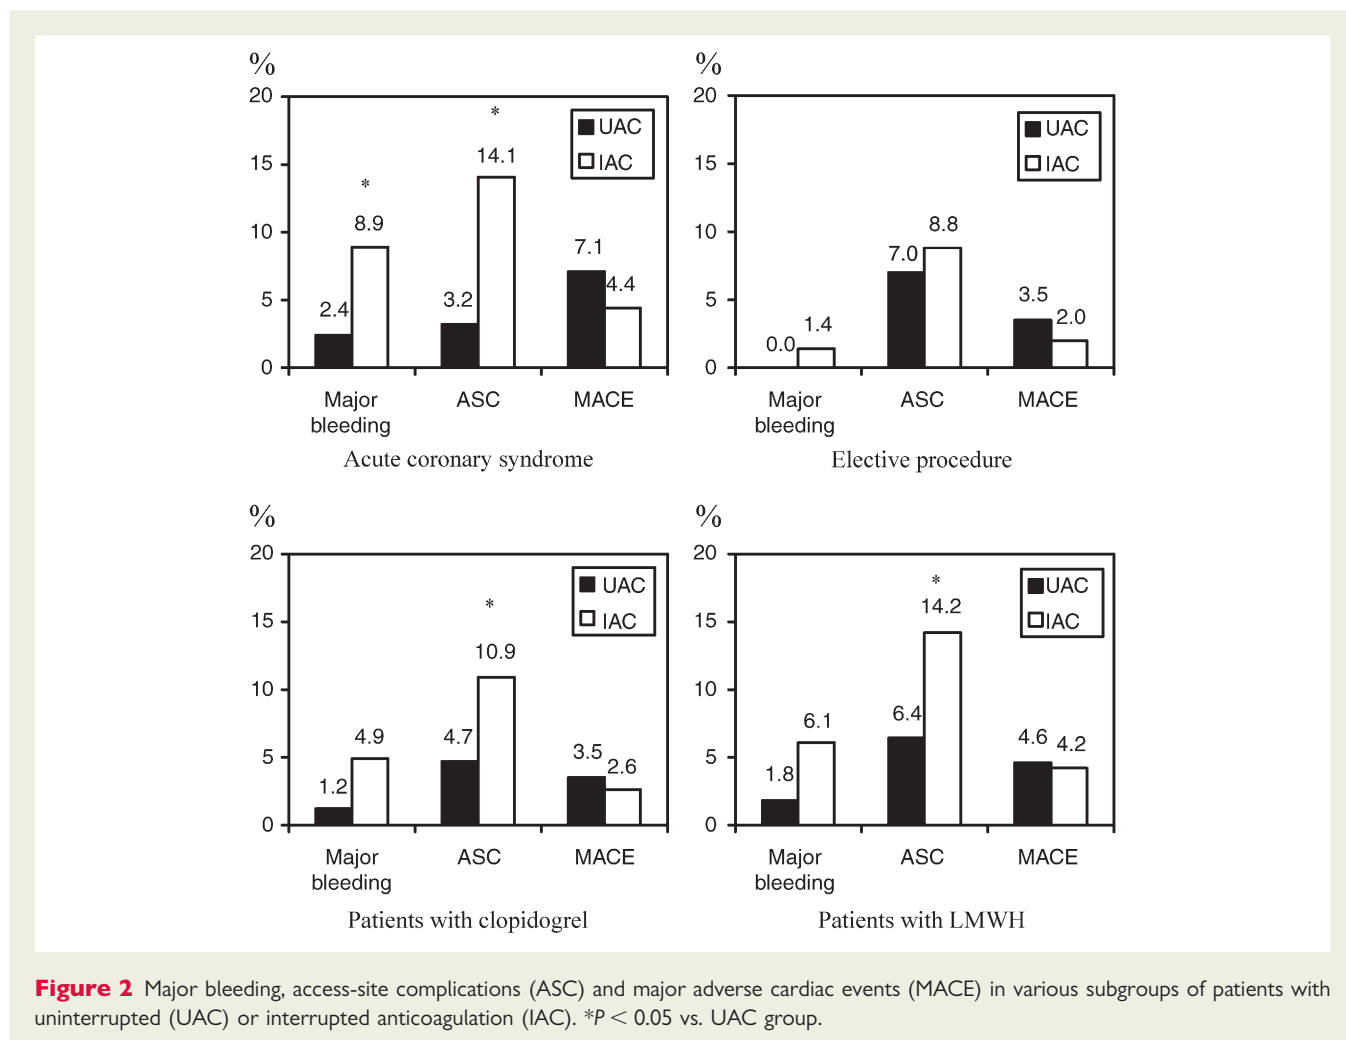 %
20
15
10
5
0
*
*
UAC
IAC
2.4
8.9
3.2
14.1
7.1
4.4
Major
bleeding
ASC
MACE
Acute coronary syndrome
%
20
15
10
5
0
UAC
IAC
0.0
1.4
7.0
8.8
3.5
2.0
Major
bleeding
ASC
MACE
Elective procedure
%
20
15
10
5
0
*
UAC
IAC
1.2
4.9
4.7
10.9
3.5
2.6
Major
bleeding
ASC
MACE
Patients with clopidogrel
%
20
15
10
5
0
*
UAC
IAC
1.8
6.1
6.4
14.2
4.6
4.2
Major
bleeding
ASC
MACE
Patients with LMWH
Figure 2 Major bleeding, access-site complications (ASC) and major adverse cardiac events (MACE) in various subgroups of patients with
uninterrupted (UAC) or interrupted anticoagulation (IAC). *P < 0.05 vs. UAC group.